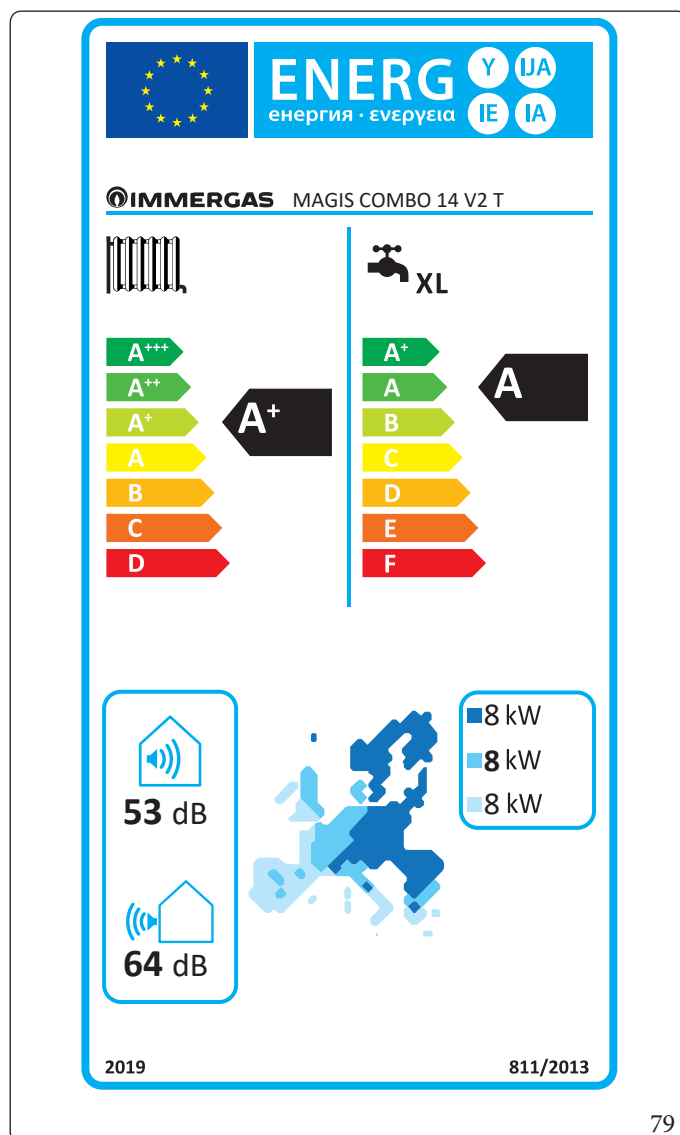 ENERG Y IJA
енергия · ενεργεια IE IA
IMMERGAS MAGIS COMBO 14 V2 T
XL
A+++ A+
A++ A A
A+ A+ B
A C
B D
C E
D F
8 kW
8 kW
8 kW
53 dB
64 dB
2019 811/2013
79